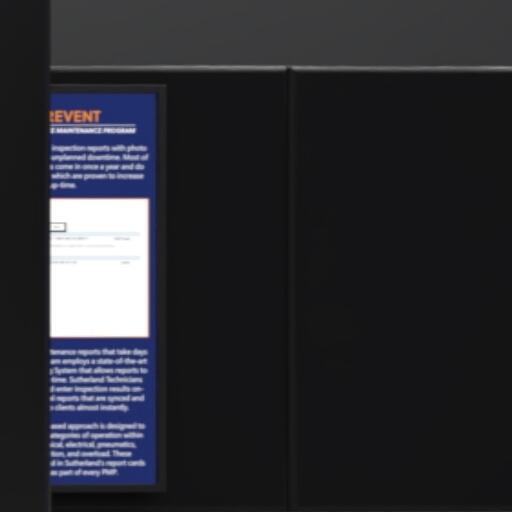 REVENT
E MAINTENANCE PROGRAM
inspection reports with photo
unplanned downtime. Most of
come in once a year and do
which are proven to increase
up-time.
tenance reports that take days
am employs a state-of-the-art
System that allows reports to
time. Sutherland Technicians
enter inspection results on-
reports that are synced and
clients almost instantly.
ased approach is designed to
ategories of operation within
ical, electrical, pneumatics,
tion, and overload. These
d in Sutherland's report cards
as part of every PMP.